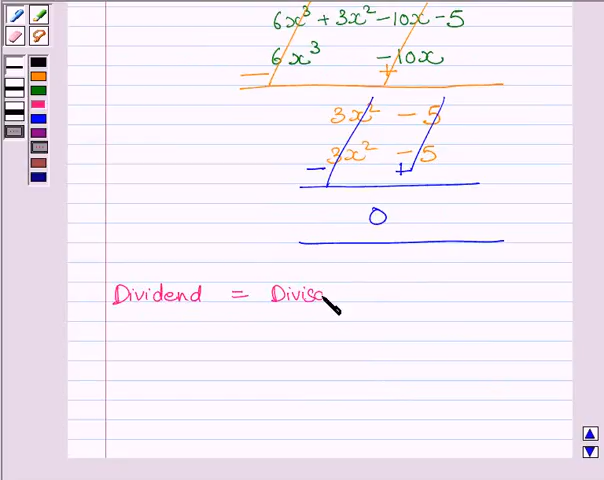 6x³ + 3x² - 10x - 5
6x³ - 10x
- +
3x² - 5
3x² - 5
- +
0
Dividend = Diviso